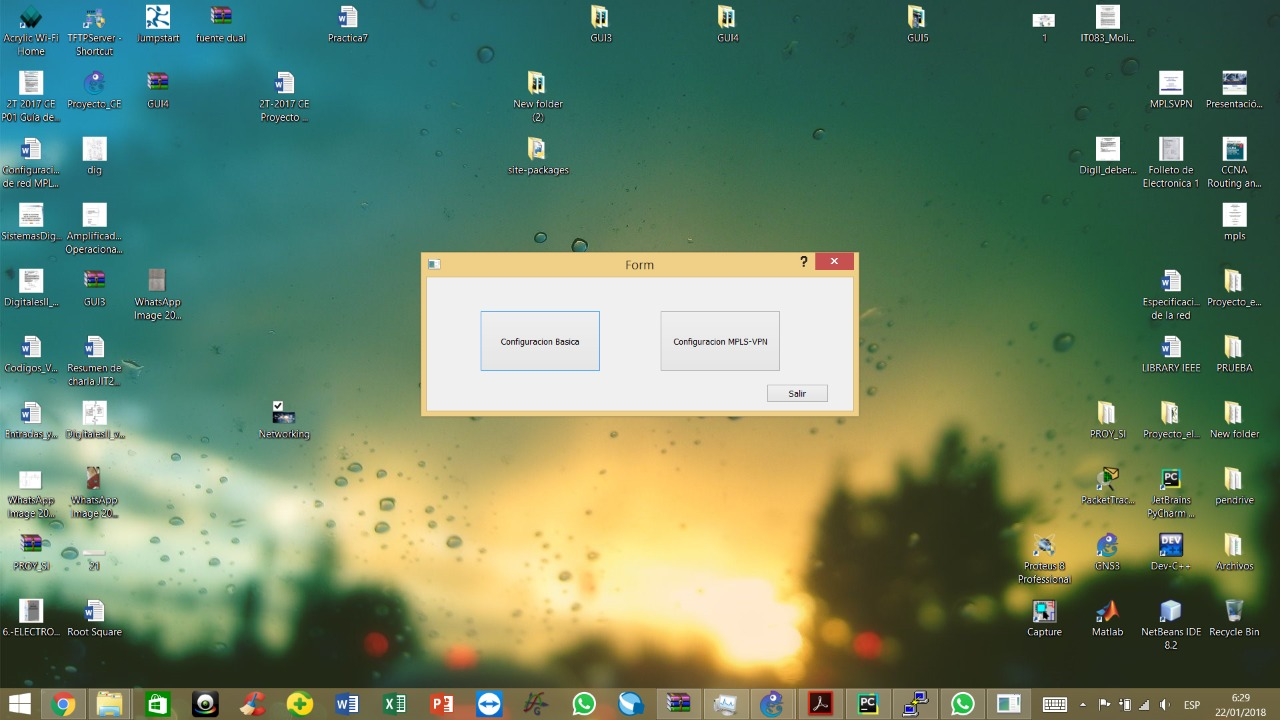 Acrylic Wi-Fi
Home
TFTPServer -
Shortcut
Jumpstart
fuente dual
Practica7
GUI3
GUI4
GUI5
1
IT083_Moli...
2T 2017 CE
P01 Guia de...
Proyecto_CE
GUI4
2T-2017 CE
Proyecto ...
New folder
(2)
MPLSVPN
Presentacio...
Configuraci...
de red MPL...
dig
site-packages
DigII_deber...
Folleto de
Electronica 1
CCNA
Routing an...
SistemasDig...
Amplificad...
Operaciona...
mpls
Form
?
DigitalesII_...
GUI3
WhatsApp
Image 20...
Especificaci...
de la red
Proyecto_e...
Configuracion Basica
Configuracion MPLS-VPN
Salir
Codigos_V...
Resumen de
cnaria JIT2...
LIBRARY IEEE
PRUEBA
Entradas_y...
DigitalesII_v...
Networking
PROY_SI
Proyecto_el...
New folder
WhatsApp
Image 20...
WhatsApp
Image 20...
PacketTrac...
JetBrains
PyCharm ...
pendrive
PROY_SI
21
Proteus 8
Professional
GNS3
Dev-C++
Archivos
6.-ELECTRO...
Root Square
Capture
Matlab
NetBeans IDE
8.2
Recycle Bin
ESP
6:29
22/01/2018